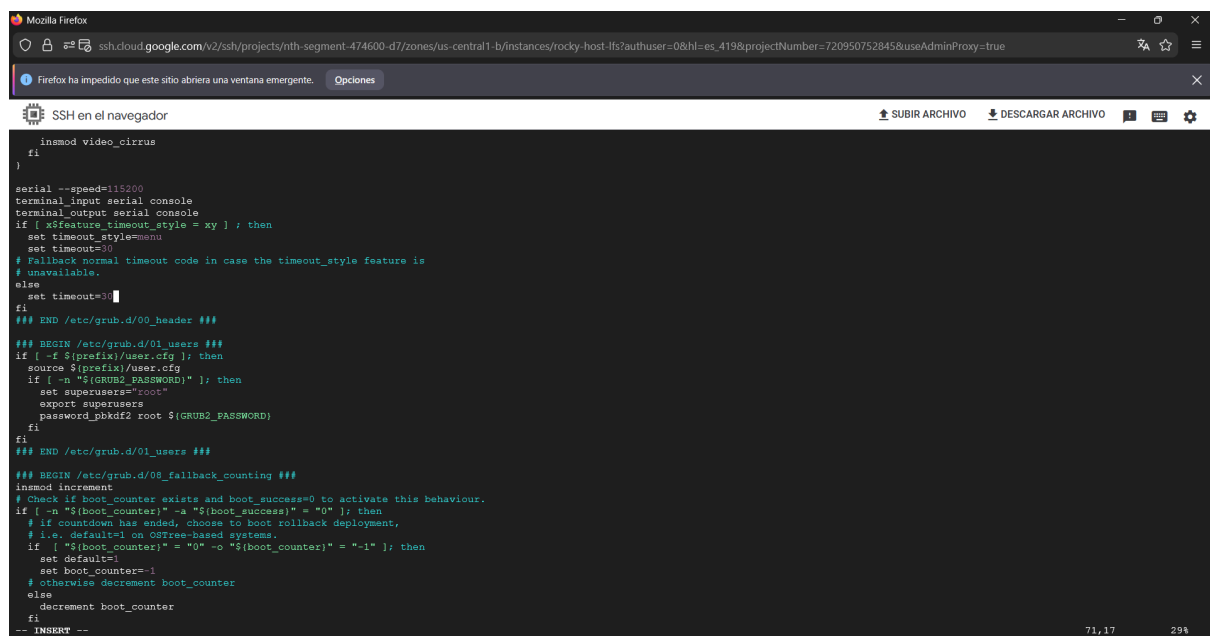 Mozilla Firefox
ssh.cloud.google.com/v2/ssh/projects/nth-segment-474600-d7/zones/us-central1-b/instances/rocky-host-lfs?authuser=0&hl=es_419&projectNumber=720950752845&useAdminProxy=true
Firefox ha impedido que este sitio abriera una ventana emergente. Opciones
SSH en el navegador SUBIR ARCHIVO DESCARGAR ARCHIVO
    insmod video_cirrus
  fi
}

serial --speed=115200
terminal_input serial console
terminal_output serial console
if [ x$feature_timeout_style = xy ] ; then
  set timeout_style=menu
  set timeout=30
# Fallback normal timeout code in case the timeout_style feature is
# unavailable.
else
  set timeout=30
fi
### END /etc/grub.d/00_header ###

### BEGIN /etc/grub.d/01_users ###
if [ -f ${prefix}/user.cfg ]; then
  source ${prefix}/user.cfg
  if [ -n "${GRUB2_PASSWORD}" ]; then
    set superusers="root"
    export superusers
    password_pbkdf2 root ${GRUB2_PASSWORD}
  fi
fi
### END /etc/grub.d/01_users ###

### BEGIN /etc/grub.d/08_fallback_counting ###
insmod increment
# Check if boot_counter exists and boot_success=0 to activate this behaviour.
if [ -n "${boot_counter}" -a "${boot_success}" = "0" ]; then
  # if countdown has ended, choose to boot rollback deployment,
  # i.e. default=1 on OSTree-based systems.
  if  [ "${boot_counter}" = "0" -o "${boot_counter}" = "-1" ]; then
    set default=1
    set boot_counter=-1
  # otherwise decrement boot_counter
  else
    decrement boot_counter
  fi
-- INSERT -- 71,17 29%